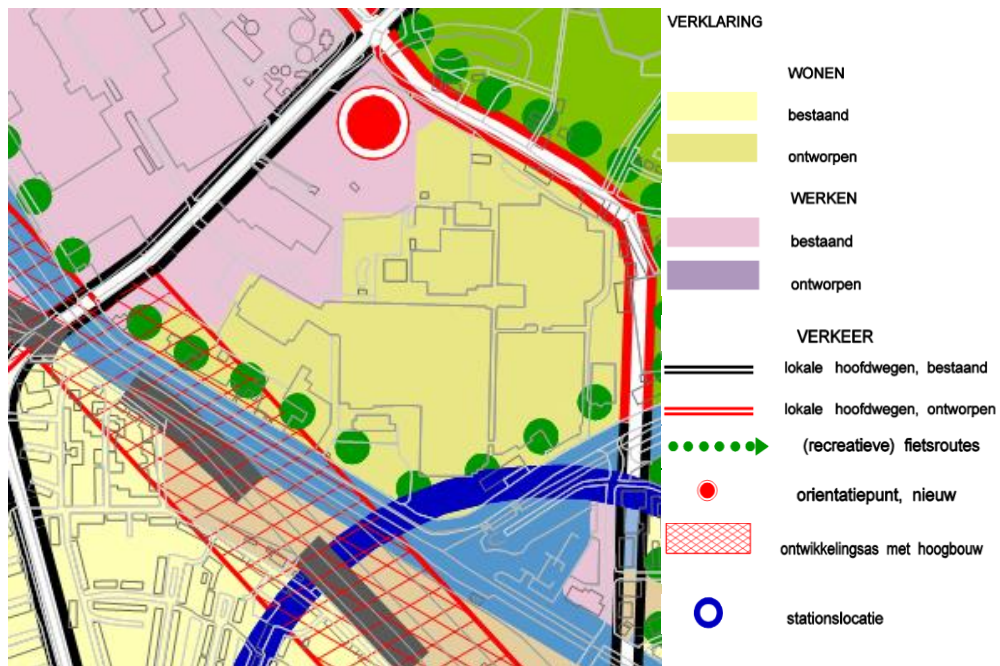 VERKLARING
WONEN
bestaand
ontworpen
WERKEN
bestaand
ontworpen
VERKEER
lokale hoofdwegen, bestaand
lokale hoofdwegen, ontworpen
(recreatieve) fietsroutes
orientatiepunt, nieuw
ontwikkelingsas met hoogbouw
stationslocatie